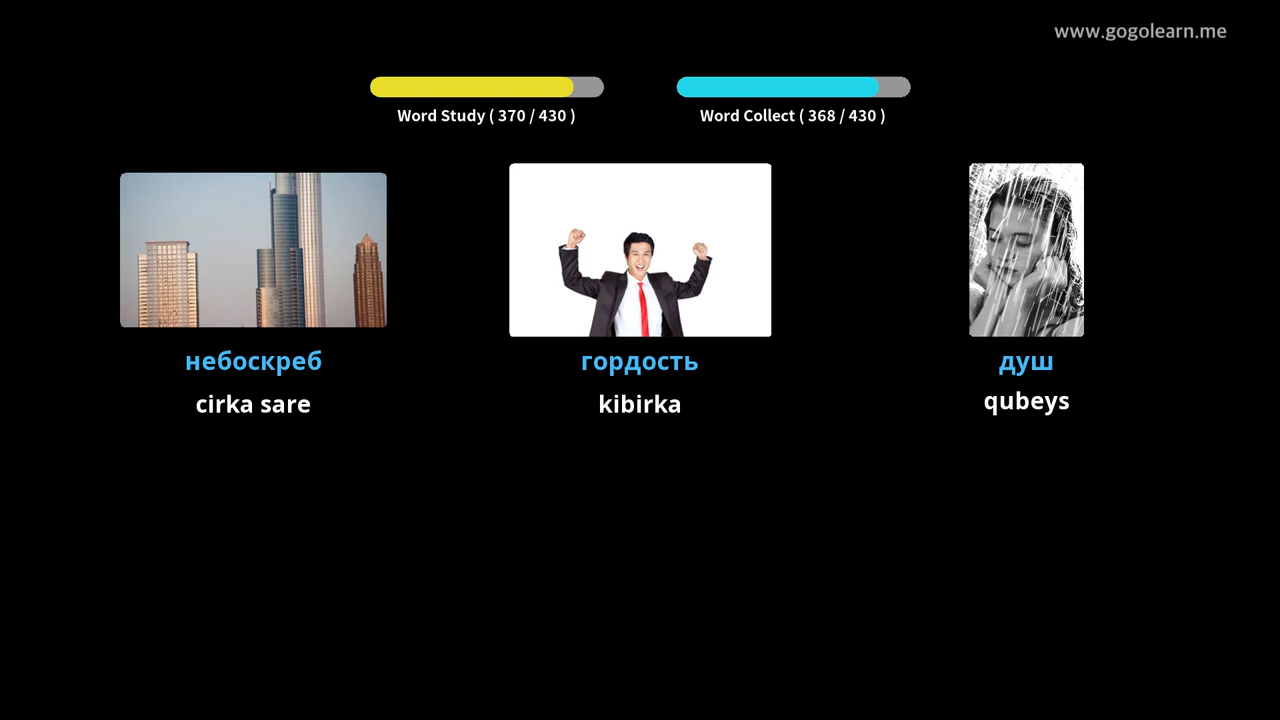 www.gogolearn.me
Word Study ( 370 / 430 )
Word Collect ( 368 / 430 )
небоскреб
cirka sare
гордость
kibirka
душ
qubeys